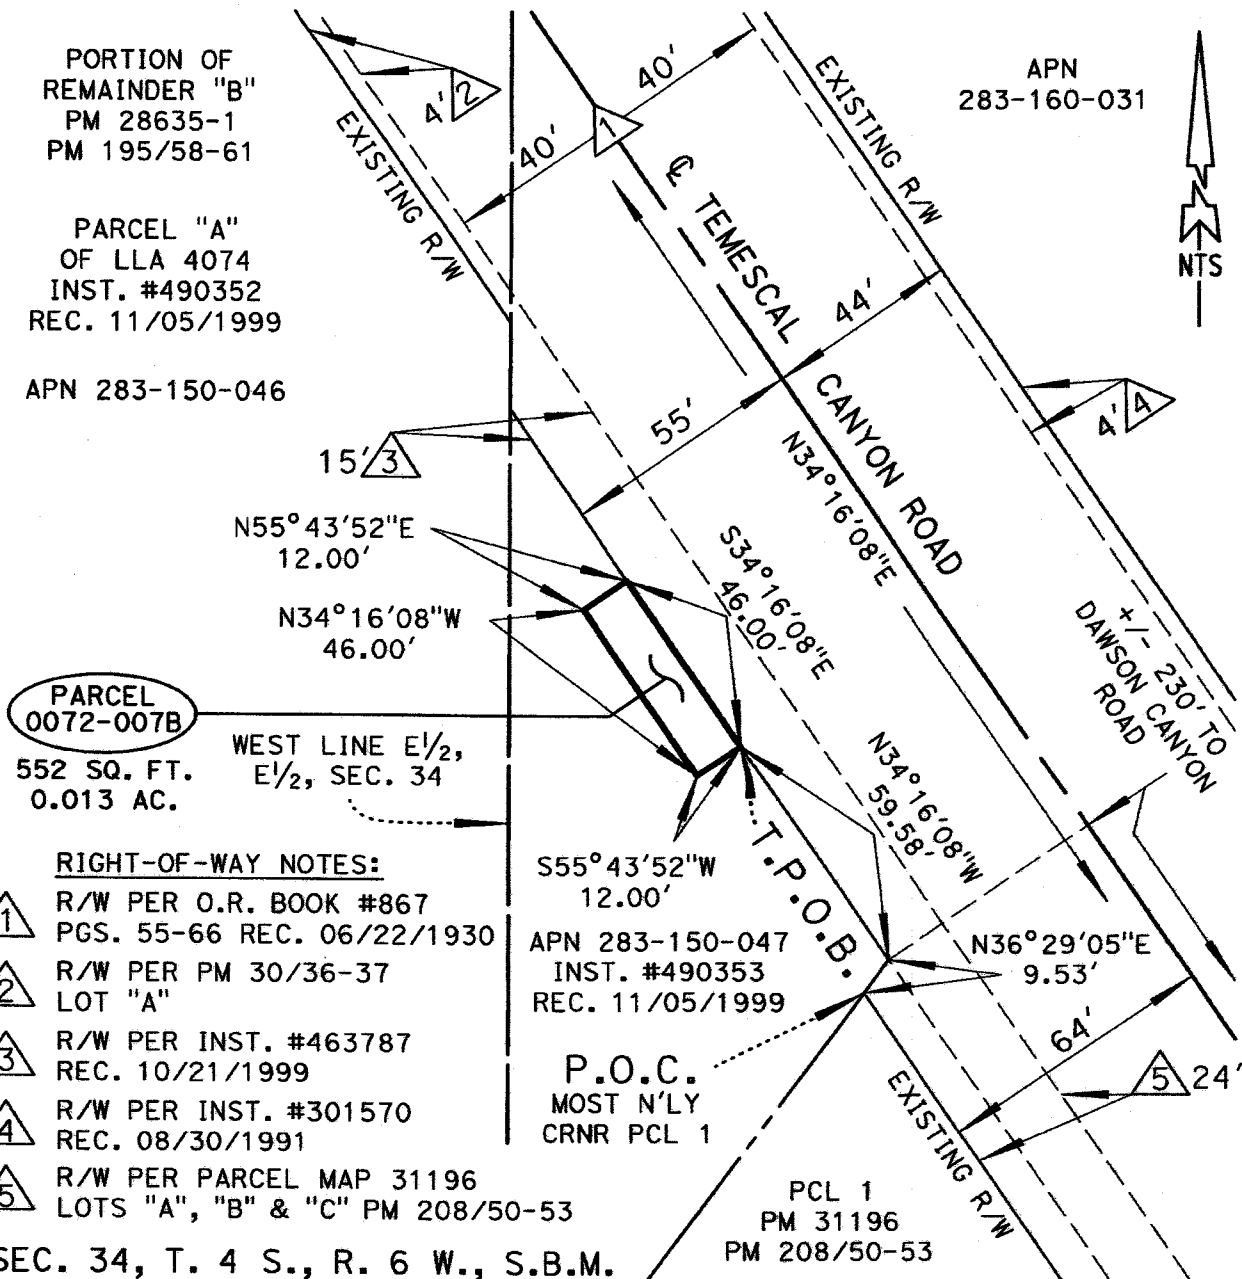 PORTION OF
REMAINDER "B"
PM 28635-1
PM 195/58-61
PARCEL "A"
OF LLA 4074
INST. #490352
REC. 11/05/1999
APN 283-150-046
4'
2
40'
40'
1
EXISTING R/W
EXISTING R/W
APN
283-160-031
NTS
℄ TEMESCAL CANYON ROAD
44'
55'
4'
4
15'
3
N34°16'08"E
N55°43'52"E
12.00'
N34°16'08"W
46.00'
S34°16'08"E
46.00'
+/- 230' TO
DAWSON CANYON
ROAD
PARCEL
0072-007B
552 SQ. FT.
0.013 AC.
WEST LINE E1/2,
E1/2, SEC. 34
N34°16'08"W
59.58'
T.P.O.B.
S55°43'52"W
12.00'
APN 283-150-047
INST. #490353
REC. 11/05/1999
N36°29'05"E
9.53'
P.O.C.
MOST N'LY
CRNR PCL 1
64'
5
24'
EXISTING R/W
PCL 1
PM 31196
PM 208/50-53
RIGHT-OF-WAY NOTES:
1 R/W PER O.R. BOOK #867
PGS. 55-66 REC. 06/22/1930
2 R/W PER PM 30/36-37
LOT "A"
3 R/W PER INST. #463787
REC. 10/21/1999
4 R/W PER INST. #301570
REC. 08/30/1991
5 R/W PER PARCEL MAP 31196
LOTS "A", "B" & "C" PM 208/50-53
SEC. 34, T. 4 S., R. 6 W., S.B.M.